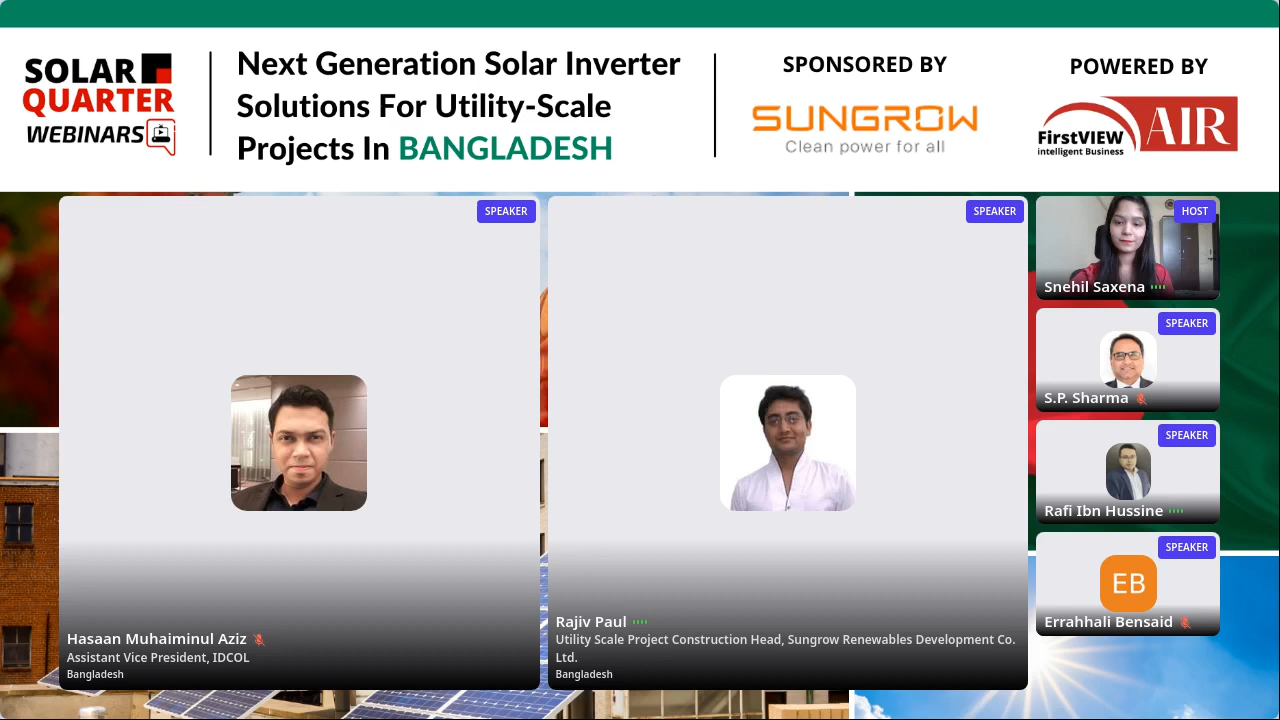 SOLAR
QUARTER
WEBINARS
Next Generation Solar Inverter
Solutions For Utility-Scale
Projects In BANGLADESH
SPONSORED BY
SUNGROW
Clean power for all
POWERED BY
FirstVIEW
intelligent Business
AIR
SPEAKER
Hasaan Muhaiminul Aziz
Assistant Vice President, IDCOL
Bangladesh
SPEAKER
Rajiv Paul
Utility Scale Project Construction Head, Sungrow Renewables Development Co.
Ltd.
Bangladesh
HOST
Snehil Saxena
SPEAKER
S.P. Sharma
SPEAKER
Rafi Ibn Hussine
SPEAKER
EB
Errahhali Bensaid